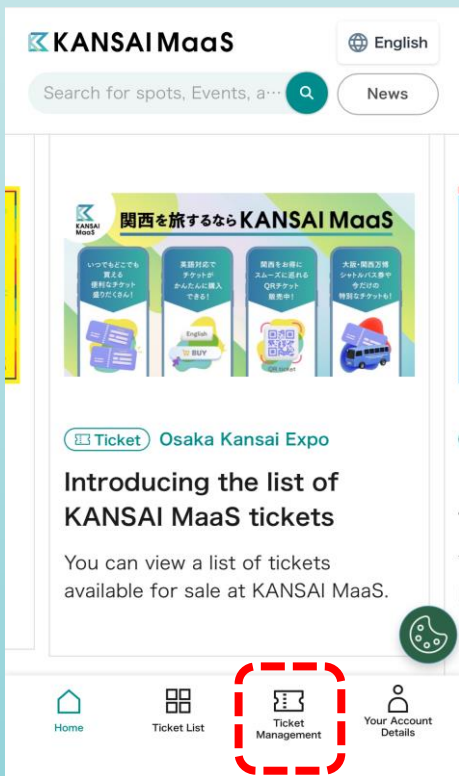 KANSAI MaaS
English
Search for spots, Events, a…
News
KANSAI
MaaS
関西を旅するなら KANSAI MaaS
いつでもどこでも
買える
便利なチケット
盛りだくさん!
英語対応で
チケットが
かんたんに購入
できる!
English
BUY
関西をお得に
スムーズに巡れる
QRチケット
販売中!
QR ticket
大阪・関西万博
シャトルバス券や
今だけの
特別なチケットも!
Ticket
Osaka Kansai Expo
Introducing the list of
KANSAI MaaS tickets
You can view a list of tickets
available for sale at KANSAI MaaS.
Home
Ticket List
Ticket
Management
Your Account
Details